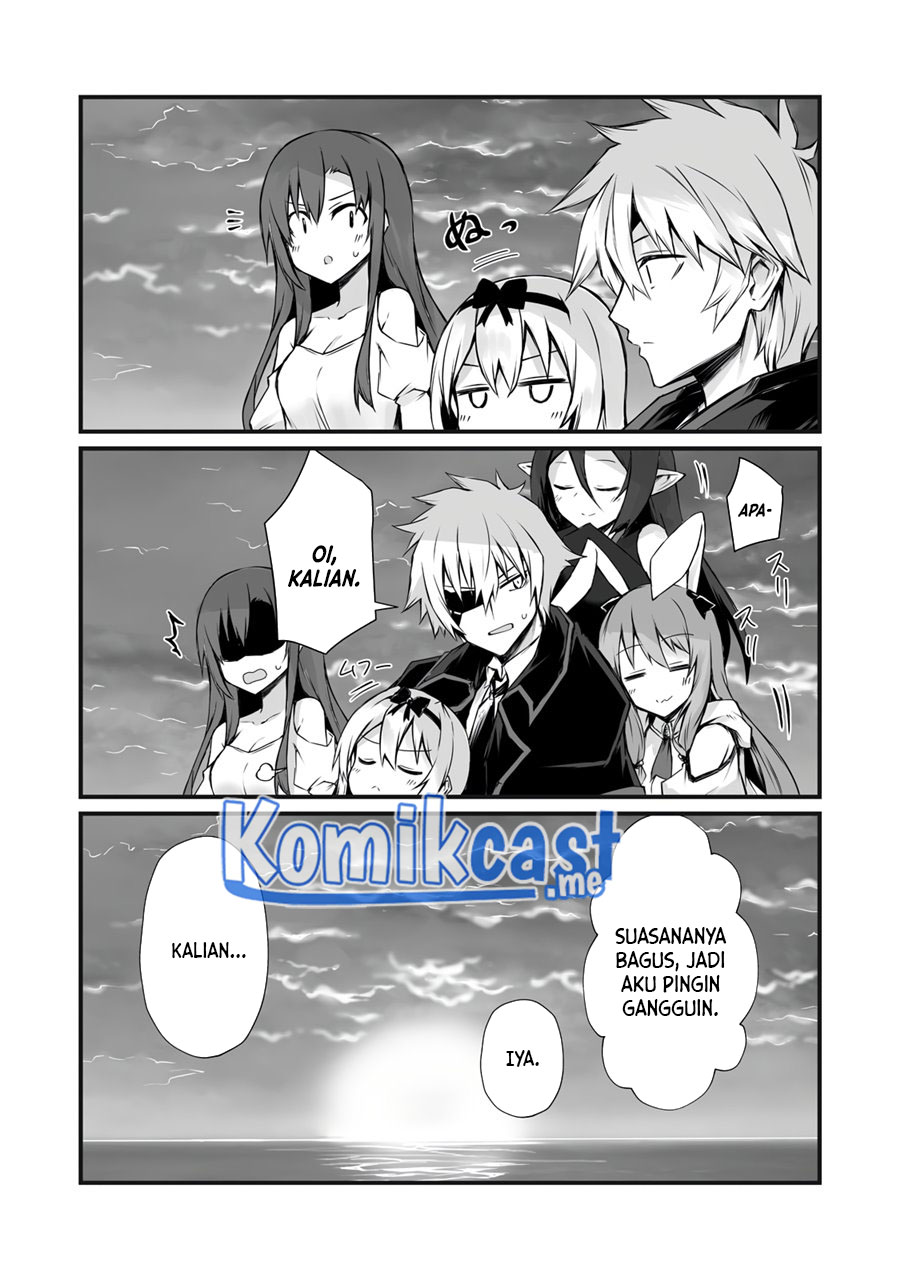 ぬっ
APA-
OI,
KALIAN.
スリ
スリ
ムフー
SUASANANYA
BAGUS, JADI
AKU PINGIN
GANGGUIN.
IYA.
KALIAN...
Komikcast
.me